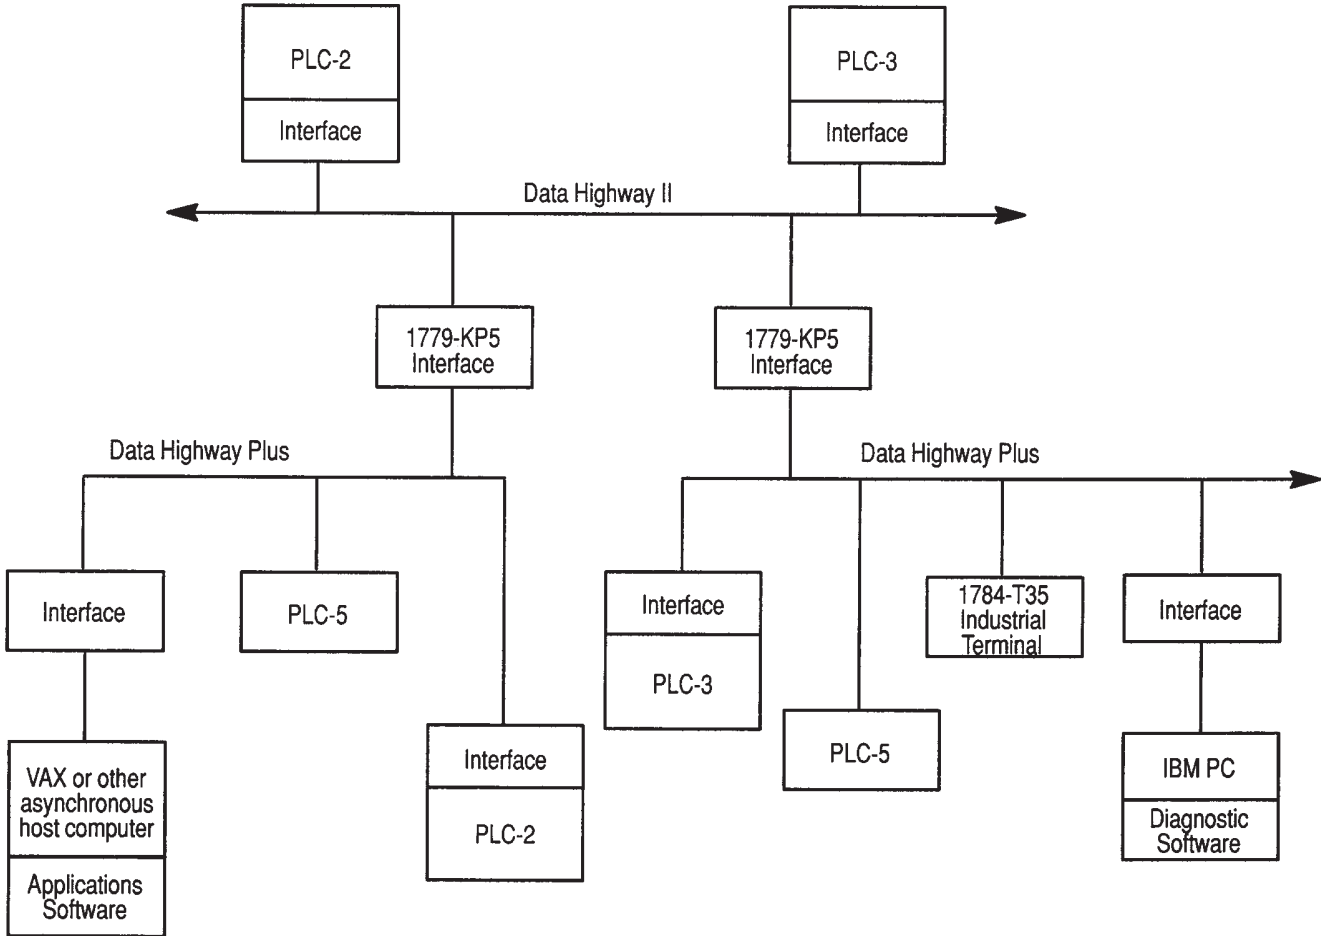 PLC-2
Interface
PLC-3
Interface
Data Highway II
1779-KP5
Interface
1779-KP5
Interface
Data Highway Plus
Data Highway Plus
Interface
PLC-5
Interface
PLC-3
1784-T35
Industrial
Terminal
Interface
VAX or other
asynchronous
host computer
Applications
Software
Interface
PLC-2
PLC-5
IBM PC
Diagnostic
Software